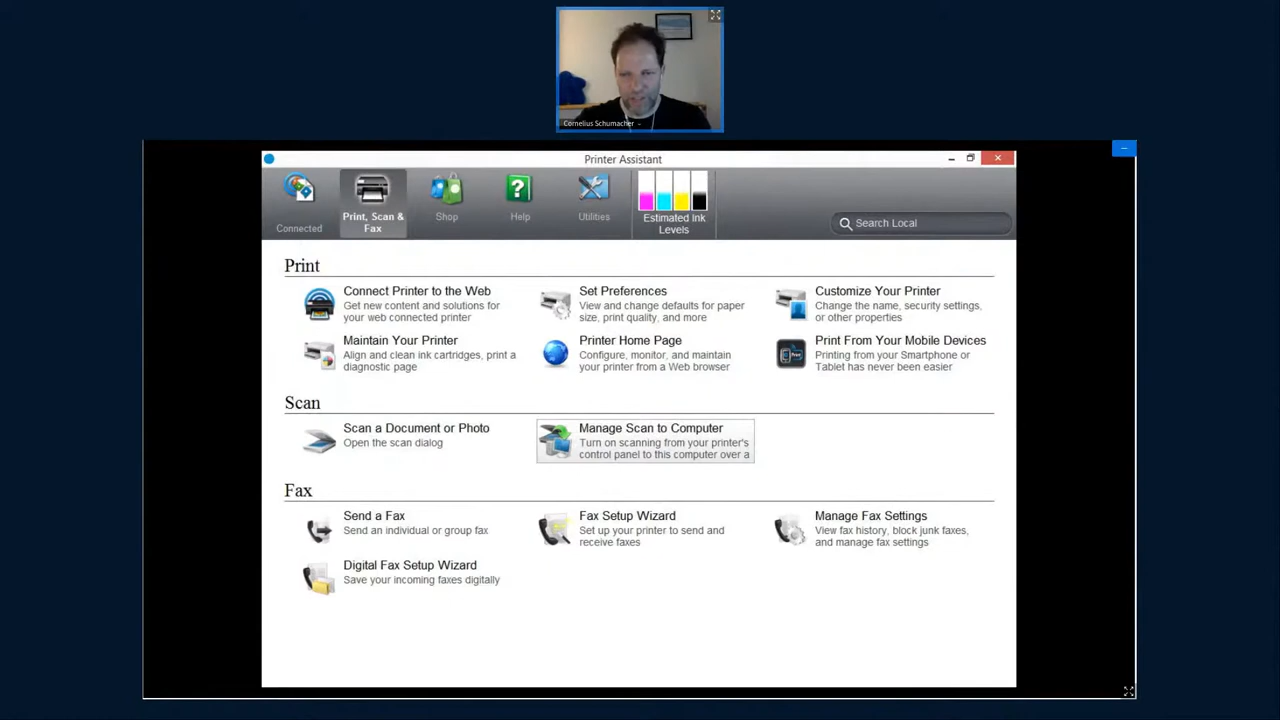 Cornelius Schumacher
Printer Assistant
Connected
Print, Scan &
Fax
Shop
Help
Utilities
Estimated Ink
Levels
Search Local
Print
Connect Printer to the Web
Get new content and solutions for
your web connected printer
Set Preferences
View and change defaults for paper
size, print quality, and more
Customize Your Printer
Change the name, security settings,
or other properties
Maintain Your Printer
Align and clean ink cartridges, print a
diagnostic page
Printer Home Page
Configure, monitor, and maintain
your printer from a Web browser
Print From Your Mobile Devices
Printing from your Smartphone or
Tablet has never been easier
Scan
Scan a Document or Photo
Open the scan dialog
Manage Scan to Computer
Turn on scanning from your printer's
control panel to this computer over a
Fax
Send a Fax
Send an individual or group fax
Fax Setup Wizard
Set up your printer to send and
receive faxes
Manage Fax Settings
View fax history, block junk faxes,
and manage fax settings
Digital Fax Setup Wizard
Save your incoming faxes digitally